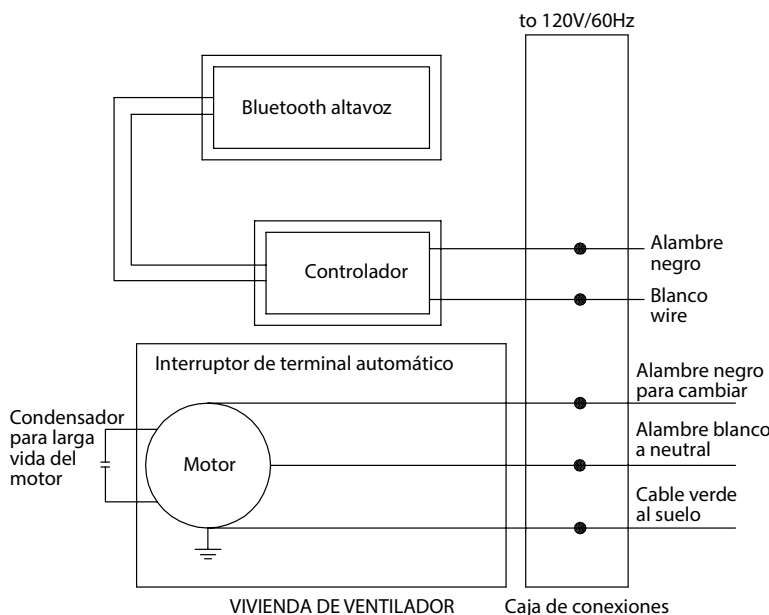 to 120V/60Hz
Bluetooth altavoz
Controlador
Alambre
negro
Blanco
wire
Interruptor de terminal automático
Alambre negro
para cambiar
Condensador
para larga
vida del
motor
Motor
Alambre blanco
a neutral
Cable verde
al suelo
VIVIENDA DE VENTILADOR
Caja de conexiones